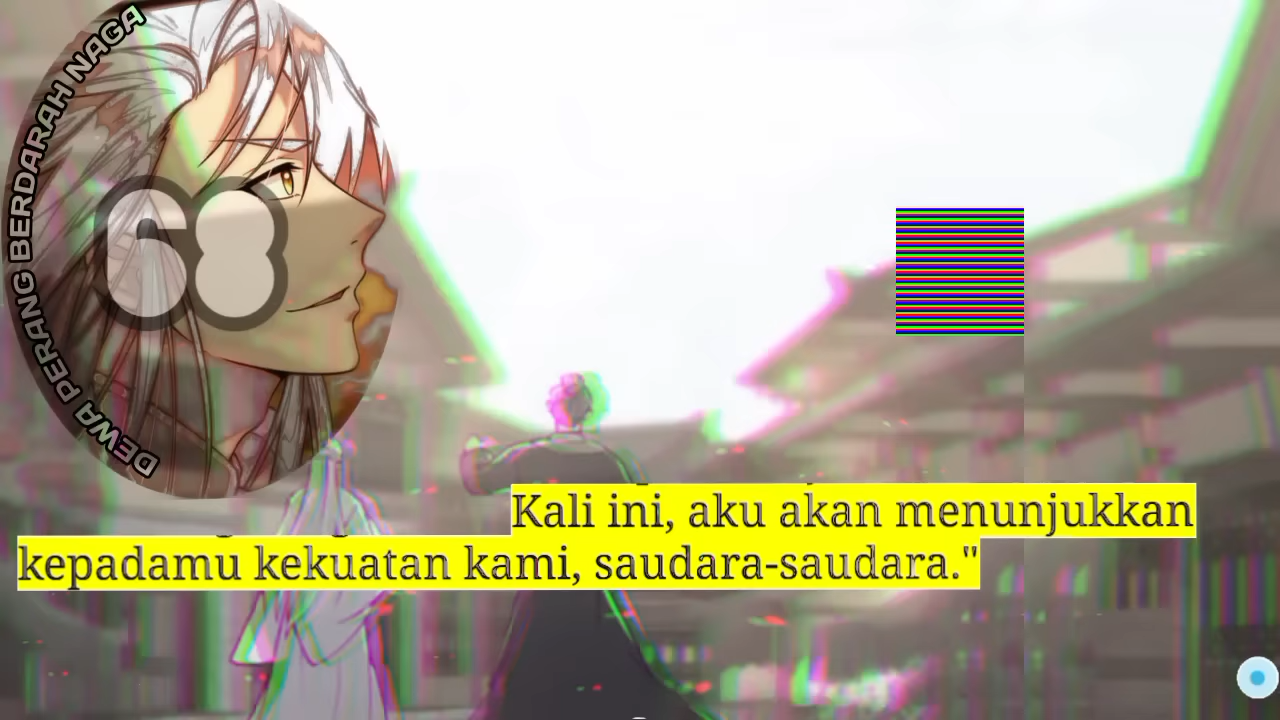 DEWA PERANG BERDARAH NAGA
68
Kali ini, aku akan menunjukkan
kepadamu kekuatan kami, saudara-saudara."